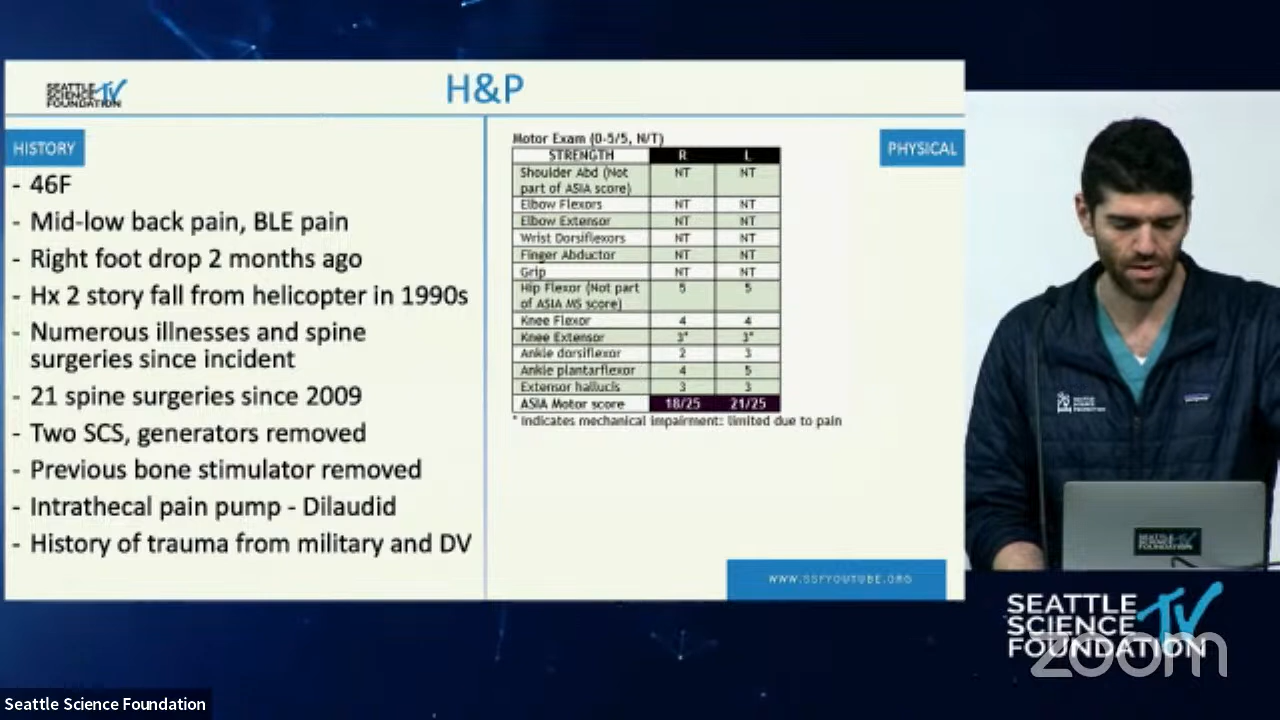 SEATTLE
SCIENCE TV
FOUNDATION
H&P
HISTORY
- 46F
- Mid-low back pain, BLE pain
- Right foot drop 2 months ago
- Hx 2 story fall from helicopter in 1990s
- Numerous illnesses and spine
surgeries since incident
- 21 spine surgeries since 2009
- Two SCS, generators removed
- Previous bone stimulator removed
- Intrathecal pain pump - Dilaudid
- History of trauma from military and DV
PHYSICAL
Motor Exam (0-5/5, N/T)
STRENGTH R L
Shoulder Abd (Not NT NT
part of ASIA score)
Elbow Flexors NT NT
Elbow Extensor NT NT
Wrist Dorsiflexors NT NT
Finger Abductor NT NT
Grip NT NT
Hip Flexor (Not part 5 5
of ASIA MS score)
Knee Flexor 4 4
Knee Extensor 3* 3*
Ankle dorsiflexor 2 3
Ankle plantarflexor 4 5
Extensor hallucis 3 3
ASIA Motor score 18/25 21/25
* Indicates mechanical impairment: limited due to pain
WWW.SSFYOUTUBE.ORG
SEATTLE
SCIENCE
FOUNDATION
SEATTLE
SCIENCE TV
FOUNDATION
SEATTLE
SCIENCE TV
FOUNDATION
zoom
Seattle Science Foundation